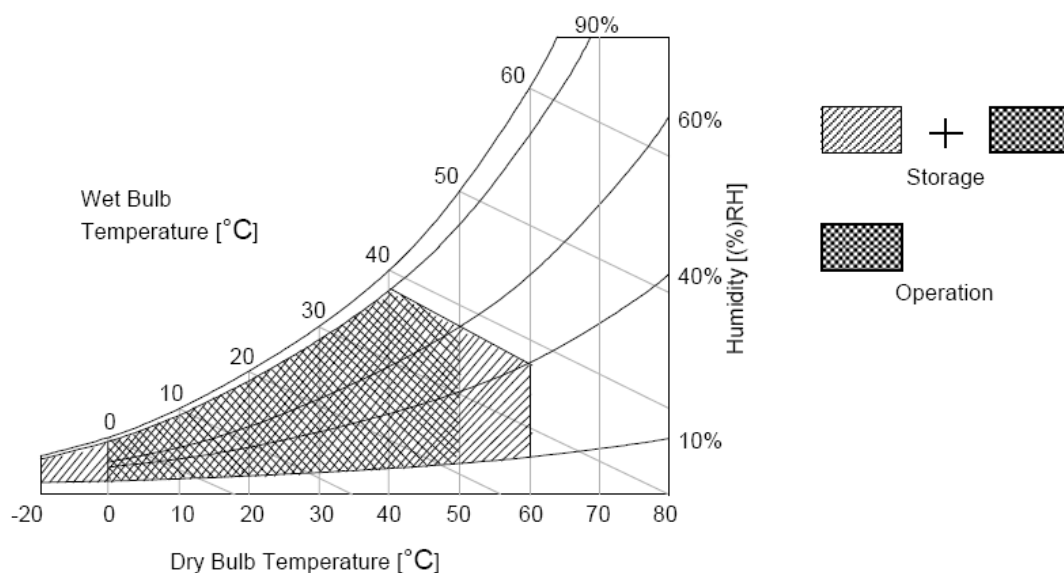 90%
60
60%
50
Wet Bulb
Temperature [°C]
40
40%
30
20
10
0
10%
Humidity [(%)RH]
-20 0 10 20 30 40 50 60 70 80
Dry Bulb Temperature [°C]
+
Storage
Operation